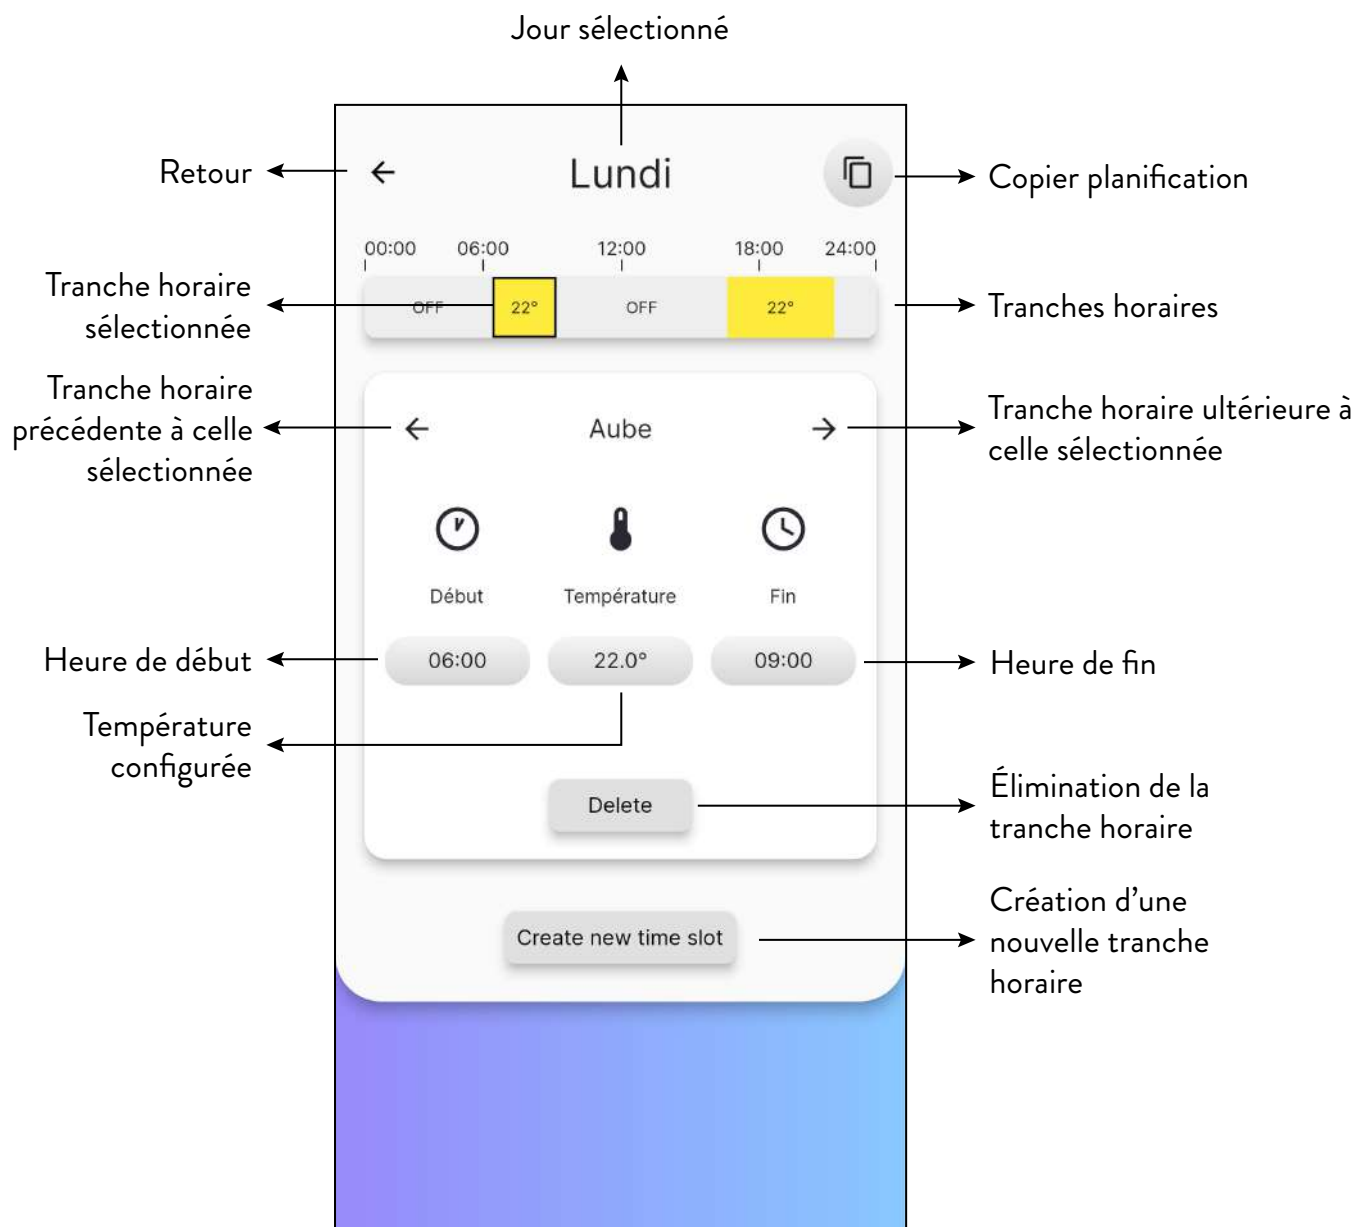 Jour sélectionné
Retour
Lundi
Copier planification
00:00 06:00 12:00 18:00 24:00
Tranche horaire
sélectionnée
OFF 22° OFF 22°
Tranches horaires
Tranche horaire
précédente à celle
sélectionnée
Aube
Tranche horaire ultérieure à
celle sélectionnée
Début Température Fin
Heure de début
06:00 22.0° 09:00
Heure de fin
Température
configurée
Delete
Élimination de la
tranche horaire
Create new time slot
Création d’une
nouvelle tranche
horaire